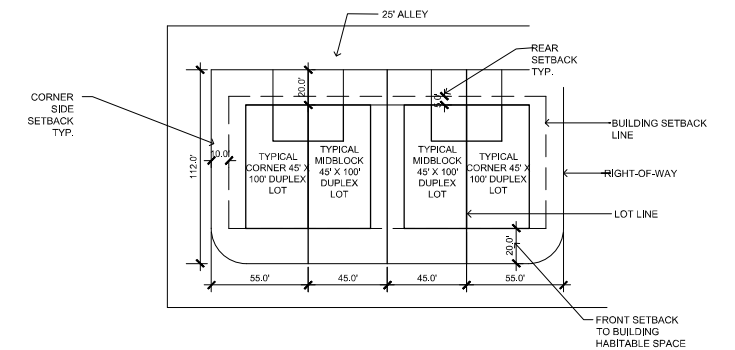 25' ALLEY
REAR
SETBACK
TYP.
CORNER
SIDE
SETBACK
TYP.
20.0'
5.0'
BUILDING SETBACK
LINE
112.0'
10.0'
TYPICAL
CORNER 45' X
100' DUPLEX
LOT
TYPICAL
MIDBLOCK
45' X 100'
DUPLEX
LOT
TYPICAL
MIDBLOCK
45' X 100'
DUPLEX
LOT
TYPICAL
CORNER 45' X
100' DUPLEX
LOT
RIGHT-OF-WAY
LOT LINE
20.0'
55.0'
45.0'
45.0'
55.0'
FRONT SETBACK
TO BUILDING
HABITABLE SPACE